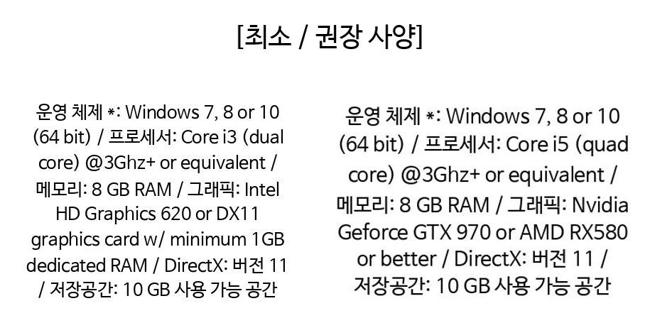 [최소 / 권장 사양]
운영 체제 *: Windows 7, 8 or 10
(64 bit) / 프로세서: Core i3 (dual
core) @3Ghz+ or equivalent /
메모리: 8 GB RAM / 그래픽: Intel
HD Graphics 620 or DX11
graphics card w/ minimum 1GB
dedicated RAM / DirectX: 버전 11
/ 저장공간: 10 GB 사용 가능 공간
운영 체제 *: Windows 7, 8 or 10
(64 bit) / 프로세서: Core i5 (quad
core) @3Ghz+ or equivalent /
메모리: 8 GB RAM / 그래픽: Nvidia
Geforce GTX 970 or AMD RX580
or better / DirectX: 버전 11 /
저장공간: 10 GB 사용 가능 공간